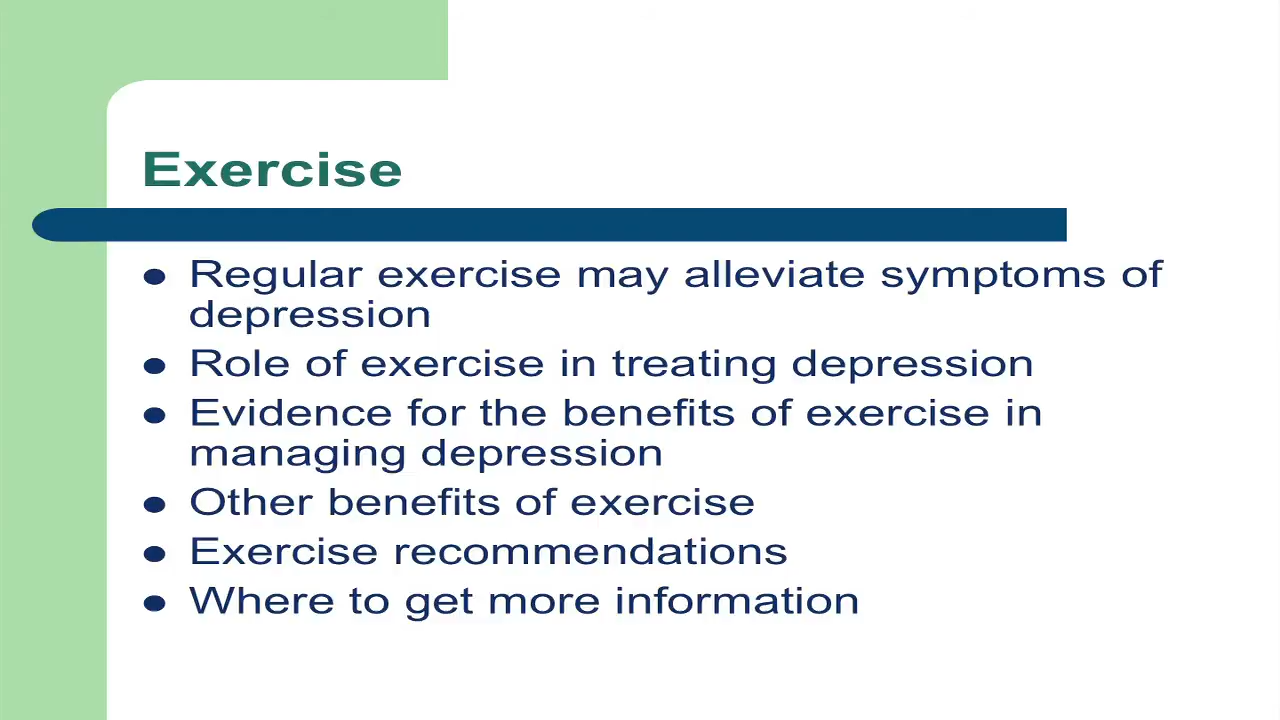 Exercise
Regular exercise may alleviate symptoms of
depression
Role of exercise in treating depression
Evidence for the benefits of exercise in
managing depression
Other benefits of exercise
Exercise recommendations
Where to get more information